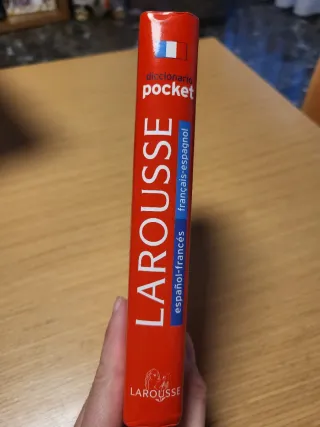 diccionario
pocket
LAROUSSE
español-francés
français-espagnol
LAROUSSE